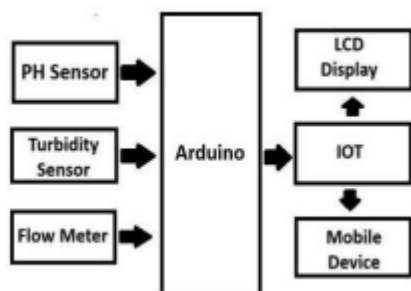 PH Sensor
Turbidity
Sensor
Flow Meter
Arduino
LCD
Display
IOT
Mobile
Device